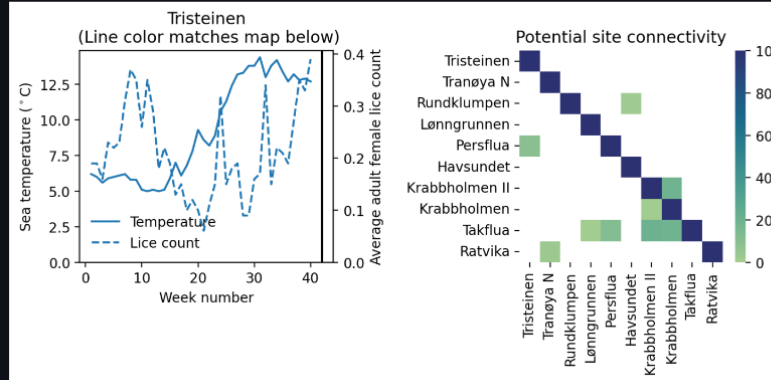 Tristeinen
(Line color matches map below)
Sea temperature (°C)
12.5
10.0
7.5
5.0
2.5
0.0
Temperature
Lice count
0.4
0.3
0.2
0.1
0.0
Average adult female lice count
0 10 20 30 40
Week number
Potential site connectivity
Tristeinen
Tranøya N
Rundklumpen
Lønngrunnen
Persflua
Havsundet
Krabbholmen II
Krabbholmen
Takflua
Ratvika
Tristeinen
Tranøya N
Rundklumpen
Lønngrunnen
Persflua
Havsundet
Krabbholmen II
Krabbholmen
Takflua
Ratvika
80
60
40
20
0